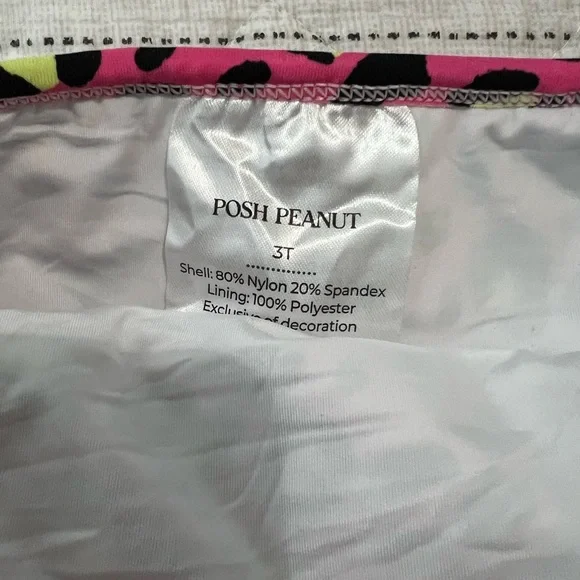 POSH PEANUT
3T
Shell: 80% Nylon 20% Spandex
Lining: 100% Polyester
Exclusive of decoration